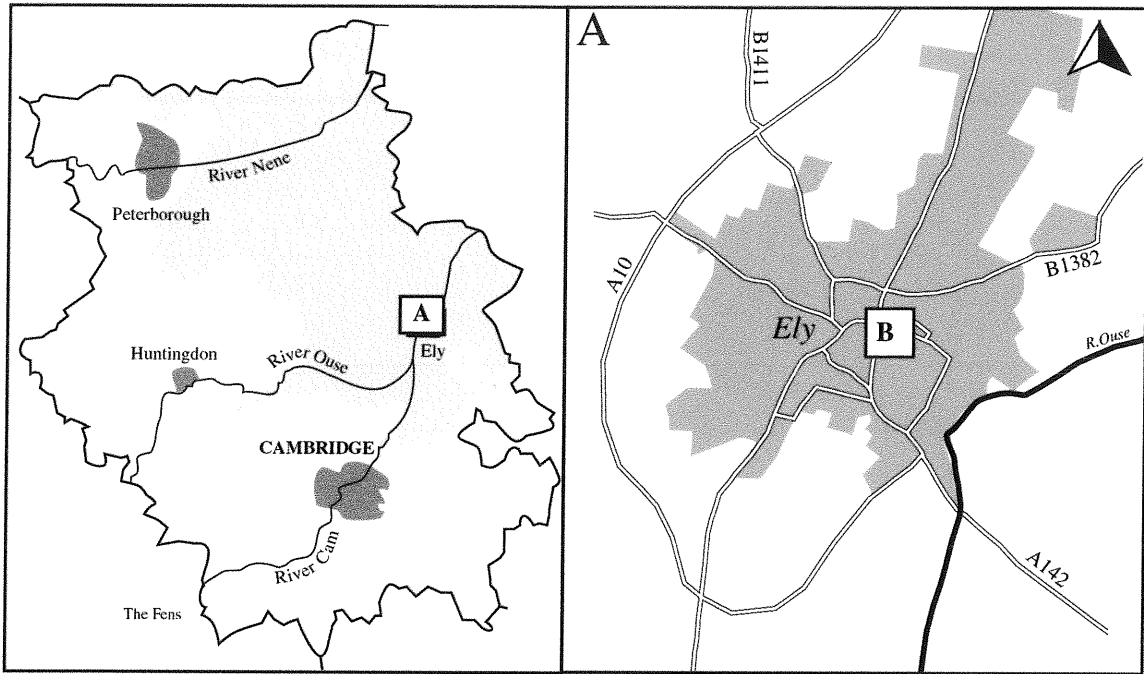 River Nene
Peterborough
A
Ely
Huntingdon
River Ouse
CAMBRIDGE
River Cam
The Fens
A
B1411
A10
B1382
Ely
B
R.Ouse
A142